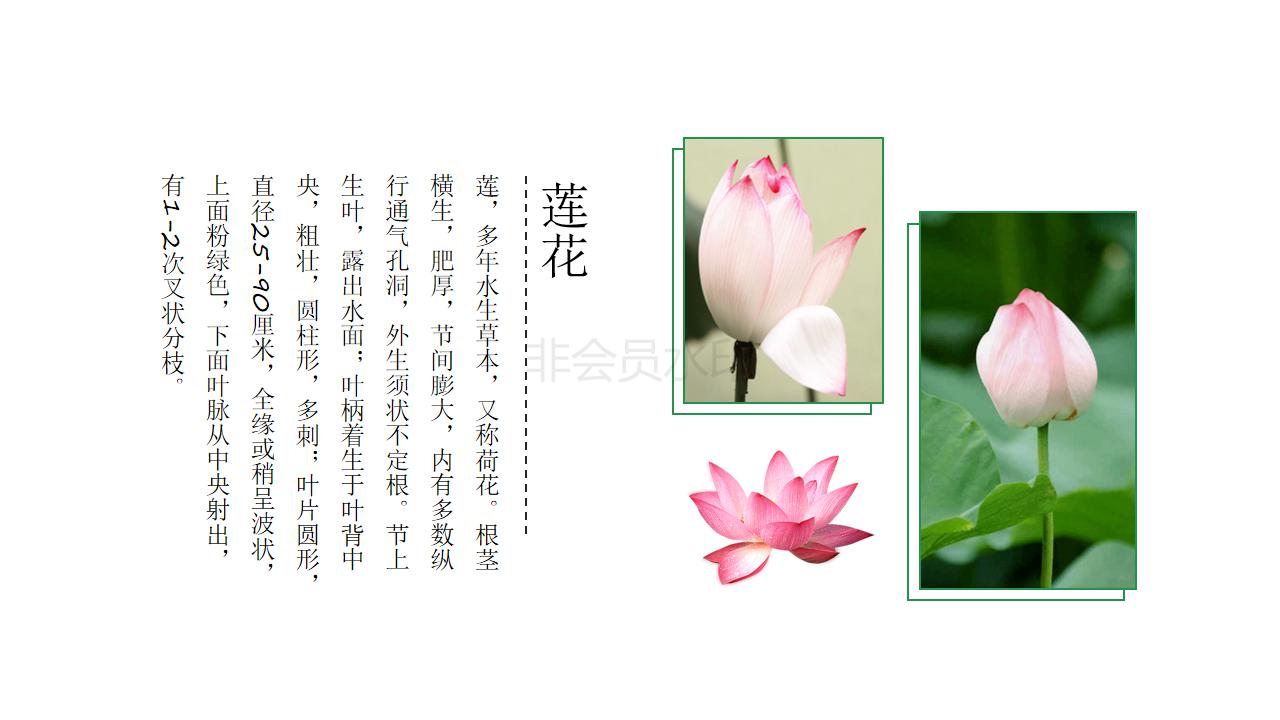 莲花
莲，多年水生草本，又称荷花。根茎
横生，肥厚，节间膨大，内有多数纵
行通气孔洞，外生须状不定根。节上
生叶，露出水面；叶柄着生于叶背中
央，粗壮，圆柱形，多刺；叶片圆形，
直径25-90厘米，全缘或稍呈波状，
上面粉绿色，下面叶脉从中央射出，
有1-2次叉状分枝。
非会员水印